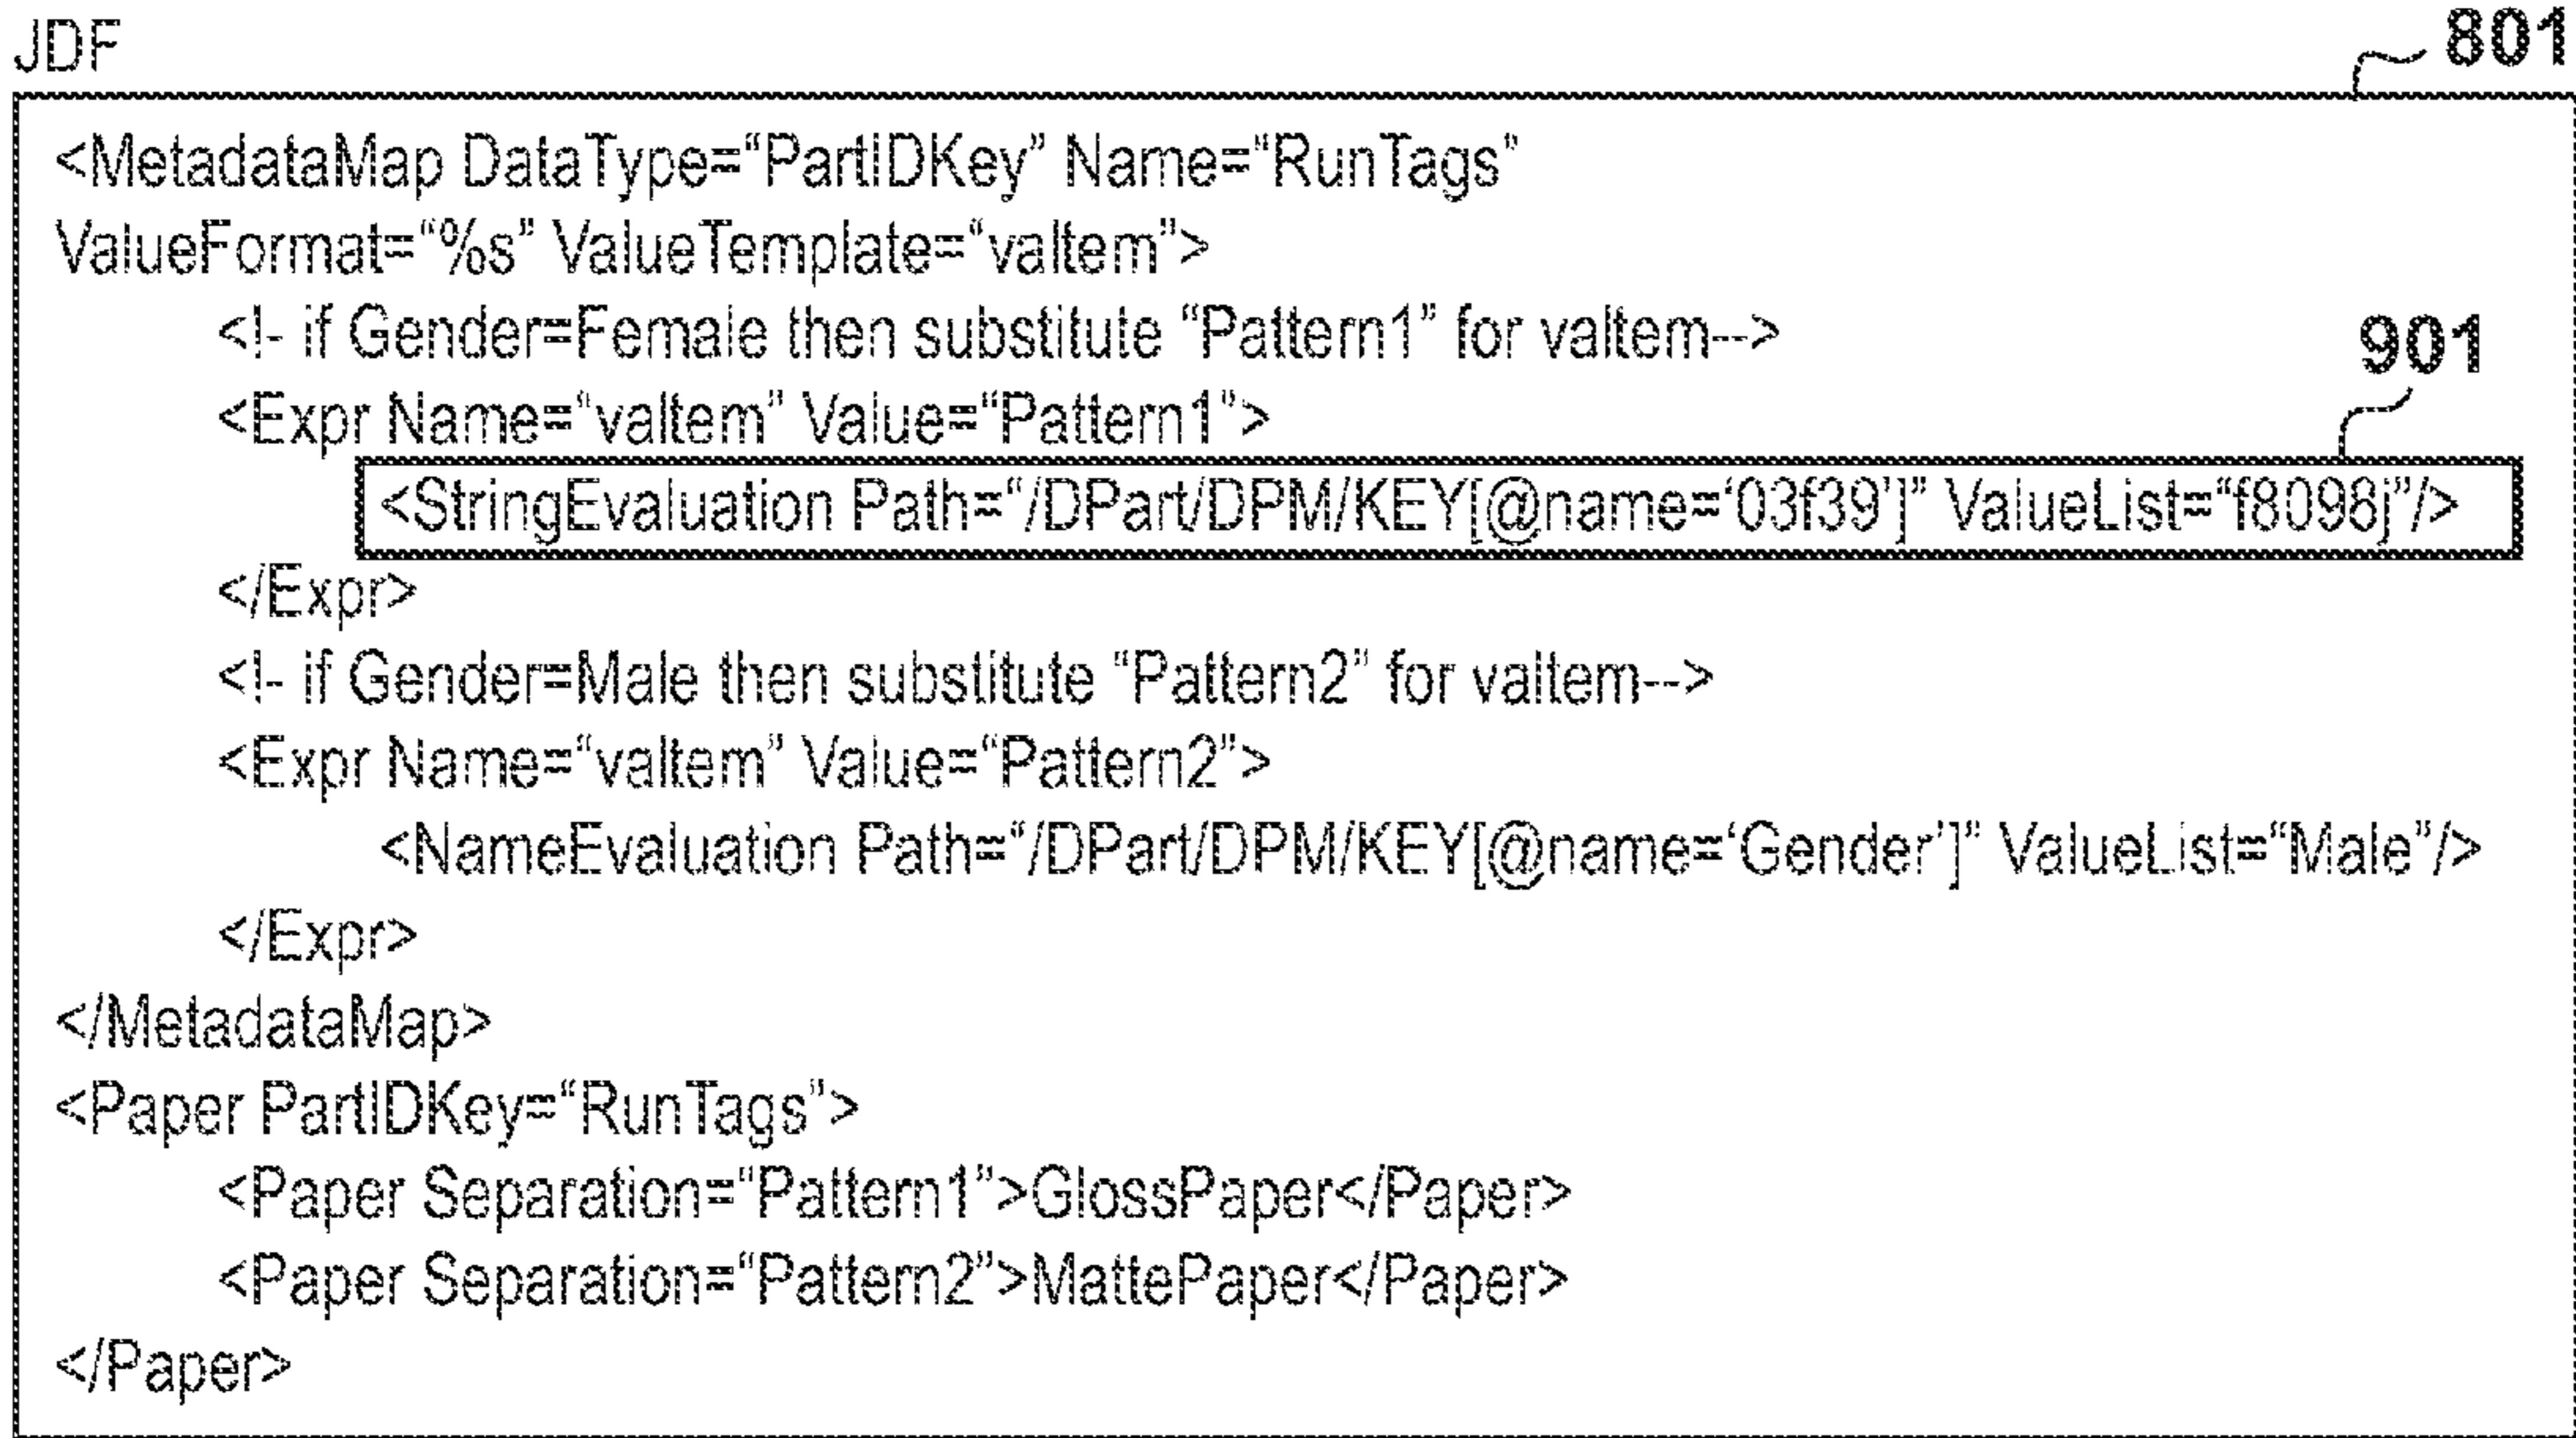 JDF
801
<MetadataMap DataType=“PartIDKey” Name=“RunTags”
ValueFormat=“%s” ValueTemplate=“valtem”>
<!- if Gender=Female then substitute “Pattern1” for valtem-->
901
<Expr Name=“valtem” Value=“Pattern1”>
<StringEvaluation Path=“/DPart/DPM/KEY[@name=‘03f39’]” ValueList=“f8098j”/>
</Expr>
<!- if Gender=Male then substitute “Pattern2” for valtem-->
<Expr Name=“valtem” Value=“Pattern2”>
<NameEvaluation Path=“/DPart/DPM/KEY[@name=‘Gender’]” ValueList=“Male”/>
</Expr>
</MetadataMap>
<Paper PartIDKey=“RunTags”>
<Paper Separation=“Pattern1”>GlossPaper</Paper>
<Paper Separation=“Pattern2”>MattePaper</Paper>
</Paper>